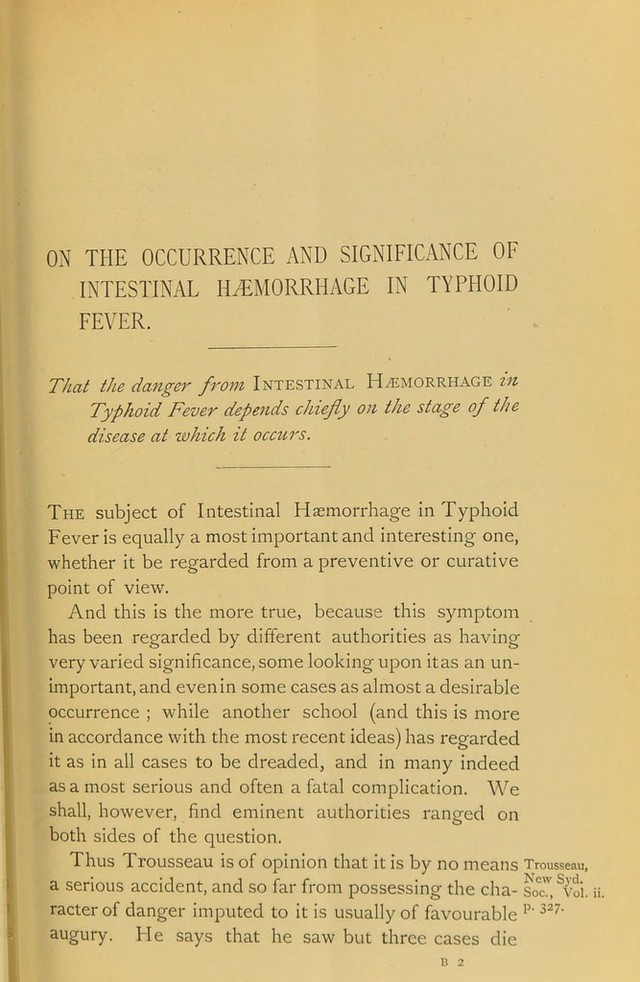 ON THE OCCURRENCE AND SIGNIFICANCE OF
INTESTINAL HÆMORRHAGE IN TYPHOID
FEVER.
That the danger from INTESTINAL HÆMORRHAGE in
Typhoid Fever depends chiefly on the stage of the
disease at which it occurs.
THE subject of Intestinal Hæmorrhage in Typhoid
Fever is equally a most important and interesting one,
whether it be regarded from a preventive or curative
point of view.
And this is the more true, because this symptom
has been regarded by different authorities as having
very varied significance, some looking upon it as an un-
important, and even in some cases as almost a desirable
occurrence ; while another school (and this is more
in accordance with the most recent ideas) has regarded
it as in all cases to be dreaded, and in many indeed
as a most serious and often a fatal complication. We
shall, however, find eminent authorities ranged on
both sides of the question.
Thus Trousseau is of opinion that it is by no means
a serious accident, and so far from possessing the cha-
racter of danger imputed to it is usually of favourable
augury. He says that he saw but three cases die
Trousseau,
New Syd.
Soc., Vol. ii.
p. 327.
B 2